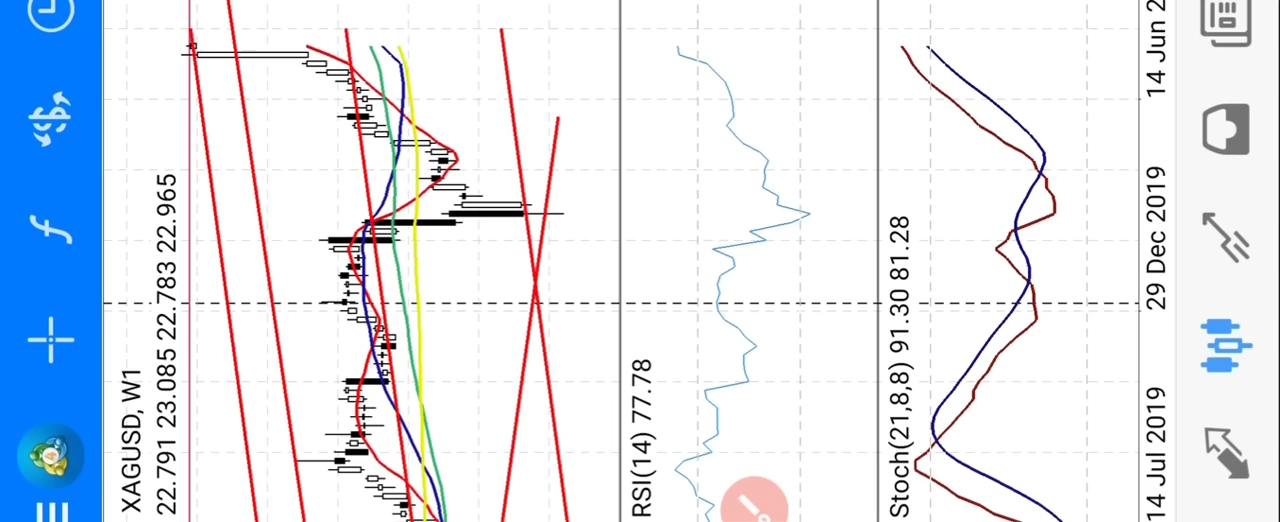 XAGUSD, W1
22.791 23.085 22.783 22.965
RSI(14) 77.78
Stoch(21,8,8) 91.30 81.28
14 Jul 2019 29 Dec 2019 14 Jun